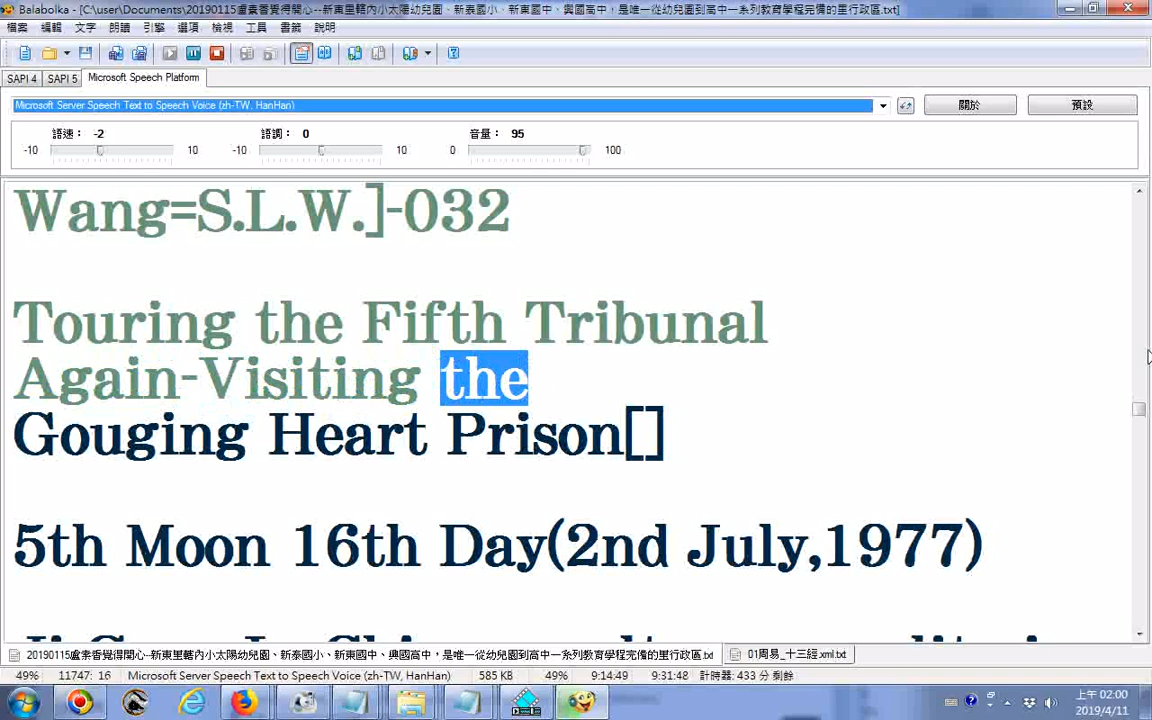 Balabolka - [C:\user\Documents\20190115盧素香覺得開心--新東里轄內小太陽幼兒園、新泰國小、新東國中、興國高中，是唯一從幼兒園到高中一系列教育學程完備的里行政區.txt]
檔案 編輯 文字 朗讀 引擎 選項 檢視 工具 書籤 說明
SAPI 4 SAPI 5 Microsoft Speech Platform
Microsoft Server Speech Text to Speech Voice (zh-TW, HanHan) 關於 預設
語速： -2 語調： 0 音量： 95
-10 10 -10 10 0 100
Wang=S.L.W.]-032
Touring the Fifth Tribunal
Again-Visiting the
Gouging Heart Prison[]
5th Moon 16th Day(2nd July,1977)
20190115盧素香覺得開心--新東里轄內小太陽幼兒園、新泰國小、新東國中、興國高中，是唯一從幼兒園到高中一系列教育學程完備的里行政區.txt 01周易_十三經.xml.txt
49% 11747: 16 Microsoft Server Speech Text to Speech Voice (zh-TW, HanHan) 585 KB 49% 9:14:49 9:31:48 計時器: 433 分 剩餘
上午 02:00
2019/4/11